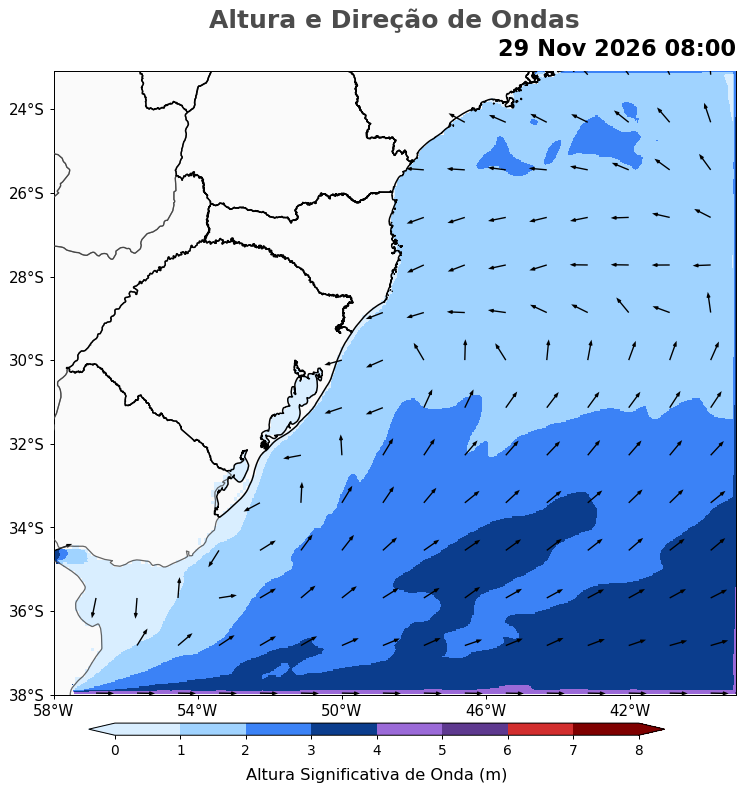 Altura e Direção de Ondas
29 Nov 2026 08:00
24°S
26°S
28°S
30°S
32°S
34°S
36°S
38°S
58°W 54°W 50°W 46°W 42°W
0 1 2 3 4 5 6 7 8
Altura Significativa de Onda (m)